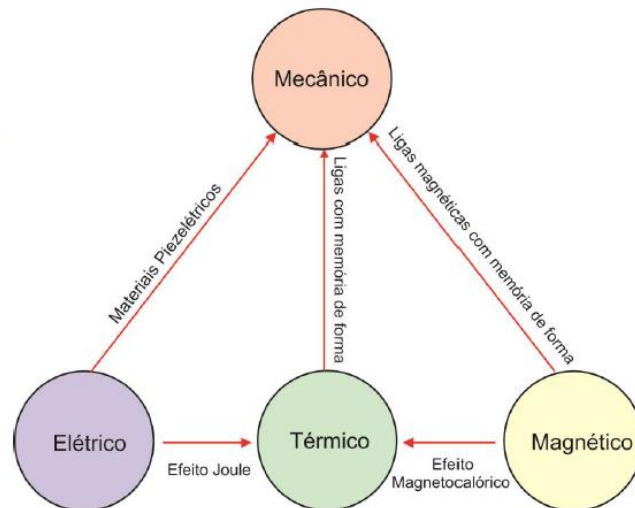 Mecânico
Materiais Piezelétricos
Ligas com memória de forma
Ligas magnéticas com memória de forma
Elétrico
Efeito Joule
Térmico
Efeito
Magnetocalórico
Magnético